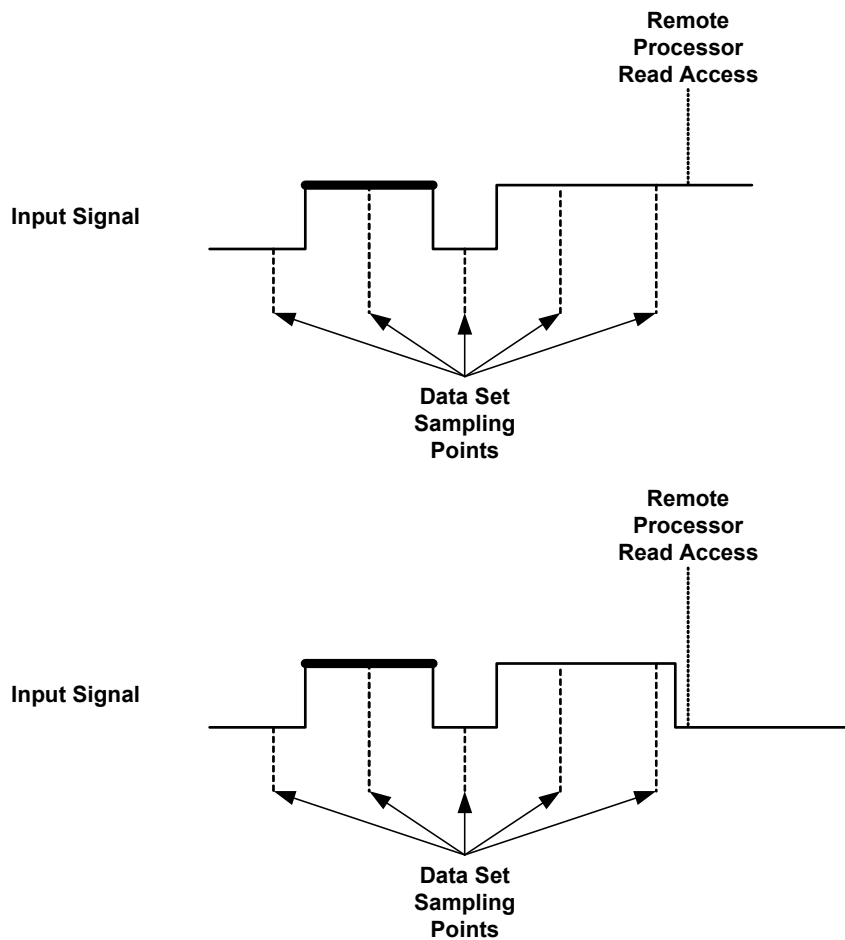 Remote
Processor
Read Access
Input Signal
Data Set
Sampling
Points
Remote
Processor
Read Access
Input Signal
Data Set
Sampling
Points